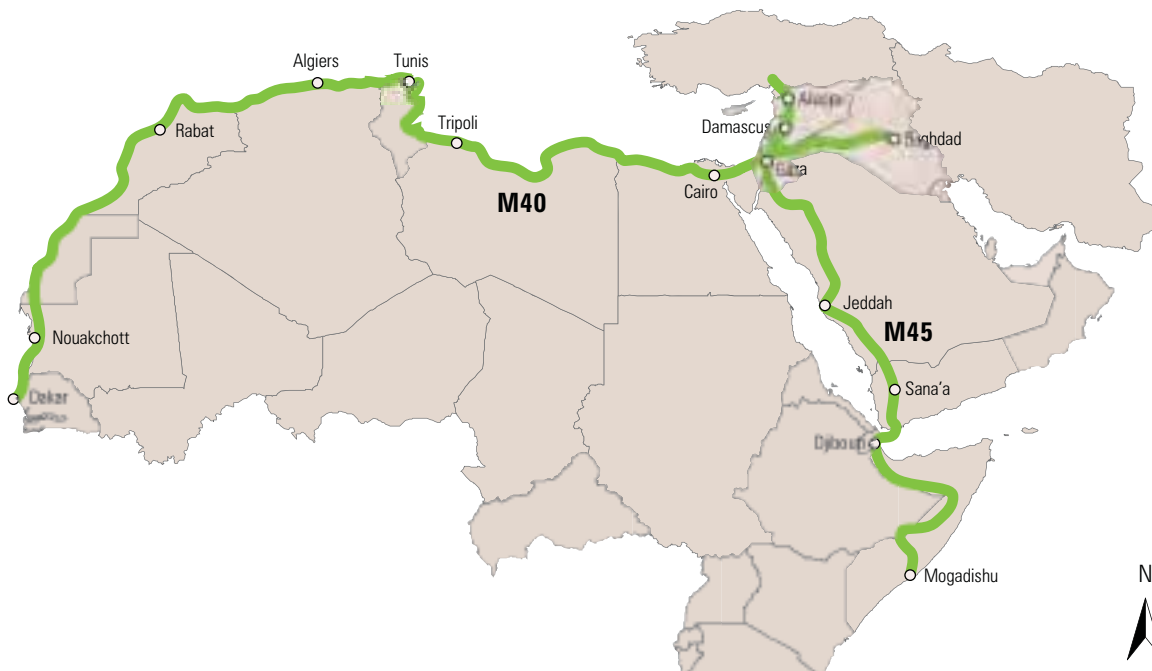 Algiers
Tunis
Rabat
Tripoli
Damascus
Baghdad
Cairo
M40
Jeddah
M45
Nouakchott
Sana'a
Dakar
Djibouti
Mogadishu
N